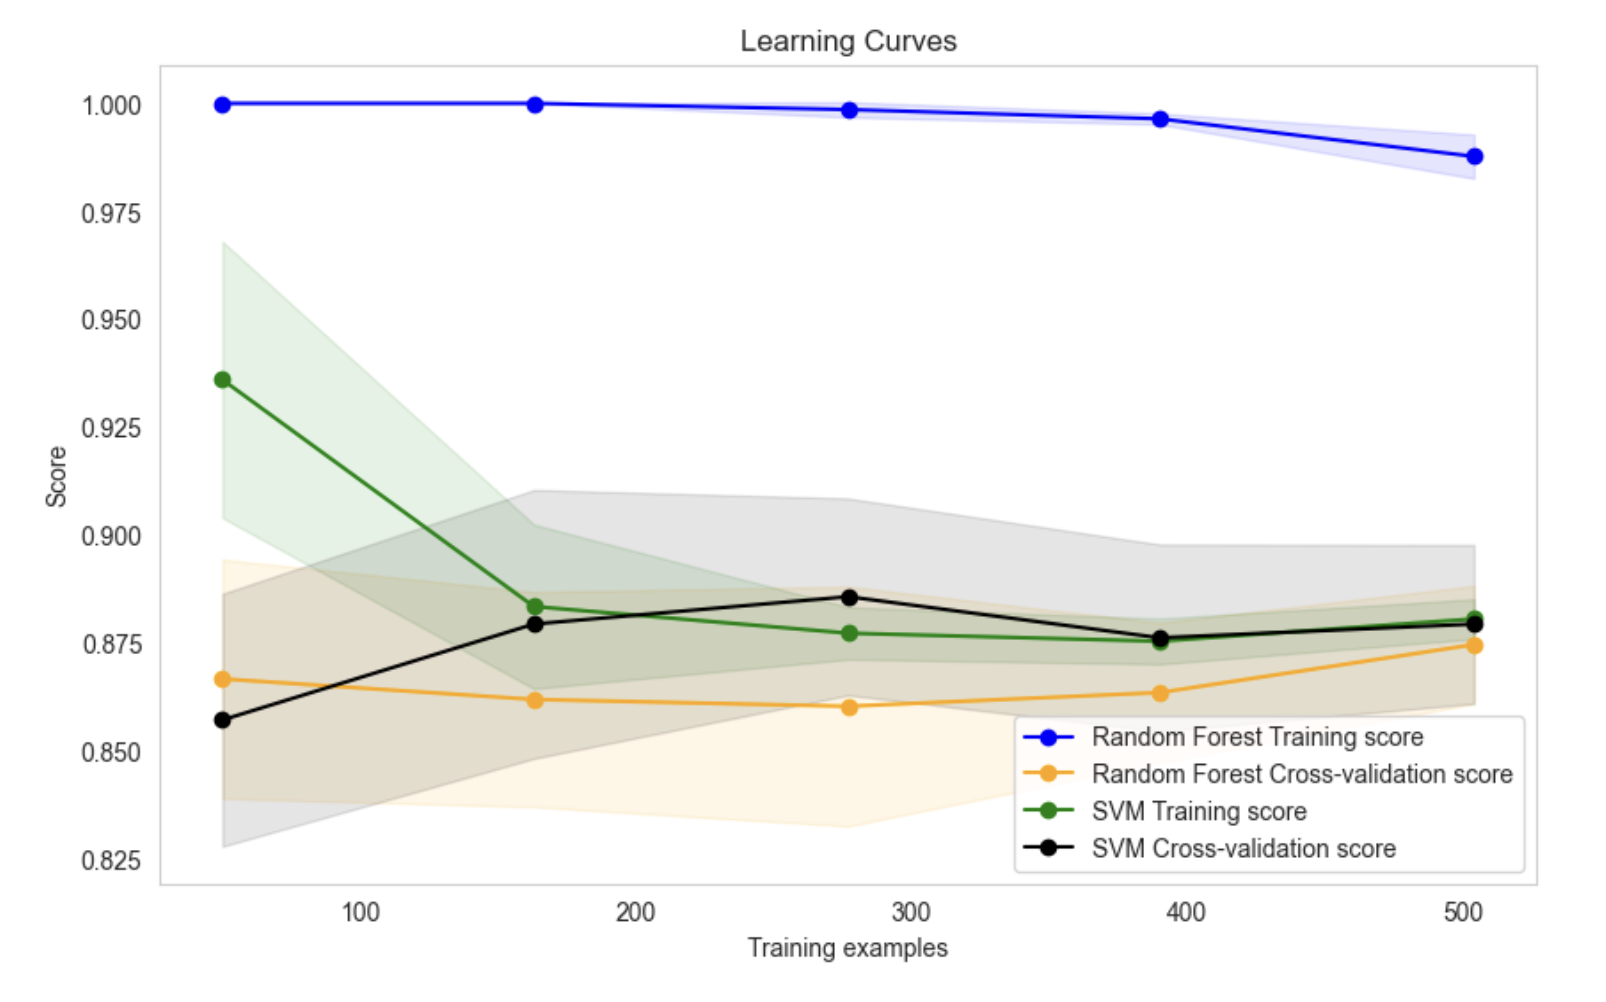 Learning Curves
1.000
0.975
0.950
0.925
0.900
0.875
0.850
0.825
Score
100 200 300 400 500
Training examples
Random Forest Training score
Random Forest Cross-validation score
SVM Training score
SVM Cross-validation score